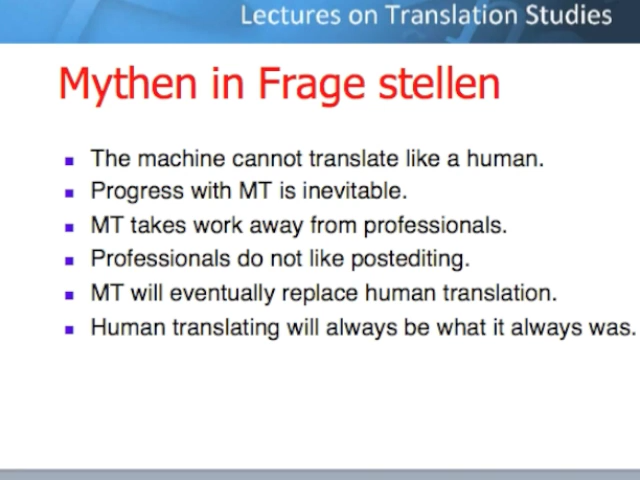 Lectures on Translation Studies
Mythen in Frage stellen
The machine cannot translate like a human.
Progress with MT is inevitable.
MT takes work away from professionals.
Professionals do not like postediting.
MT will eventually replace human translation.
Human translating will always be what it always was.